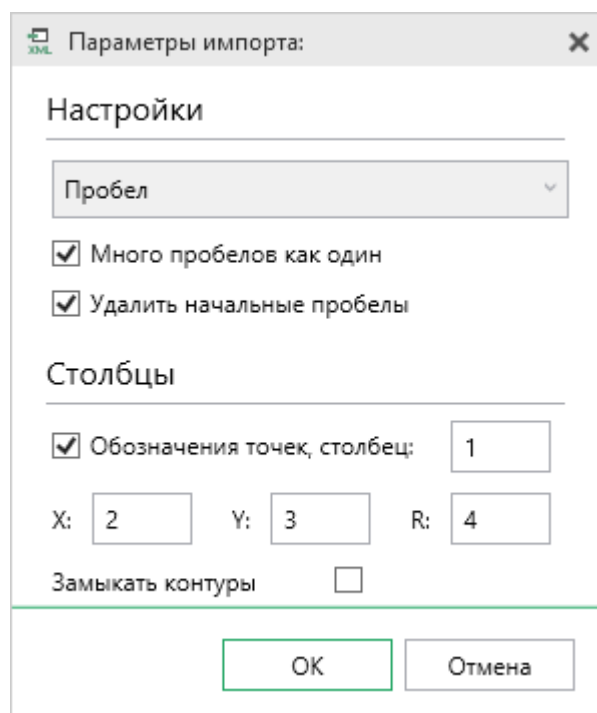 XML Параметры импорта:
Настройки
Пробел
Много пробелов как один
Удалить начальные пробелы
Столбцы
Обозначения точек, столбец: 1
X: 2 Y: 3 R: 4
Замыкать контуры
OK Отмена